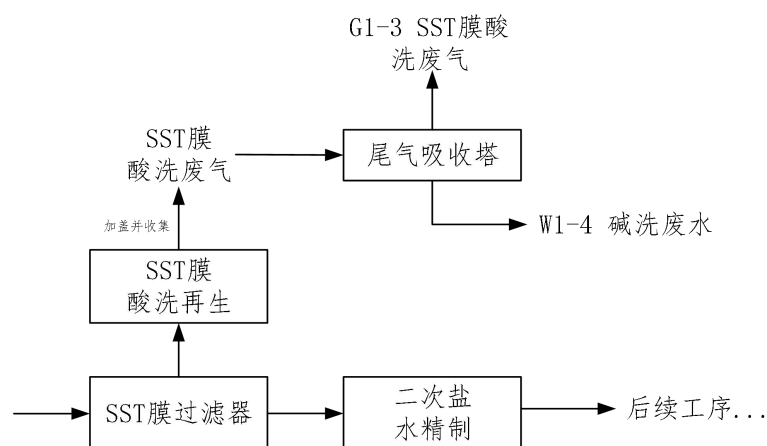 G1-3 SST膜酸
洗废气
SST膜
酸洗废气
尾气吸收塔
加盖并收集
W1-4 碱洗废水
SST膜
酸洗再生
SST膜过滤器
二次盐
水精制
后续工序...